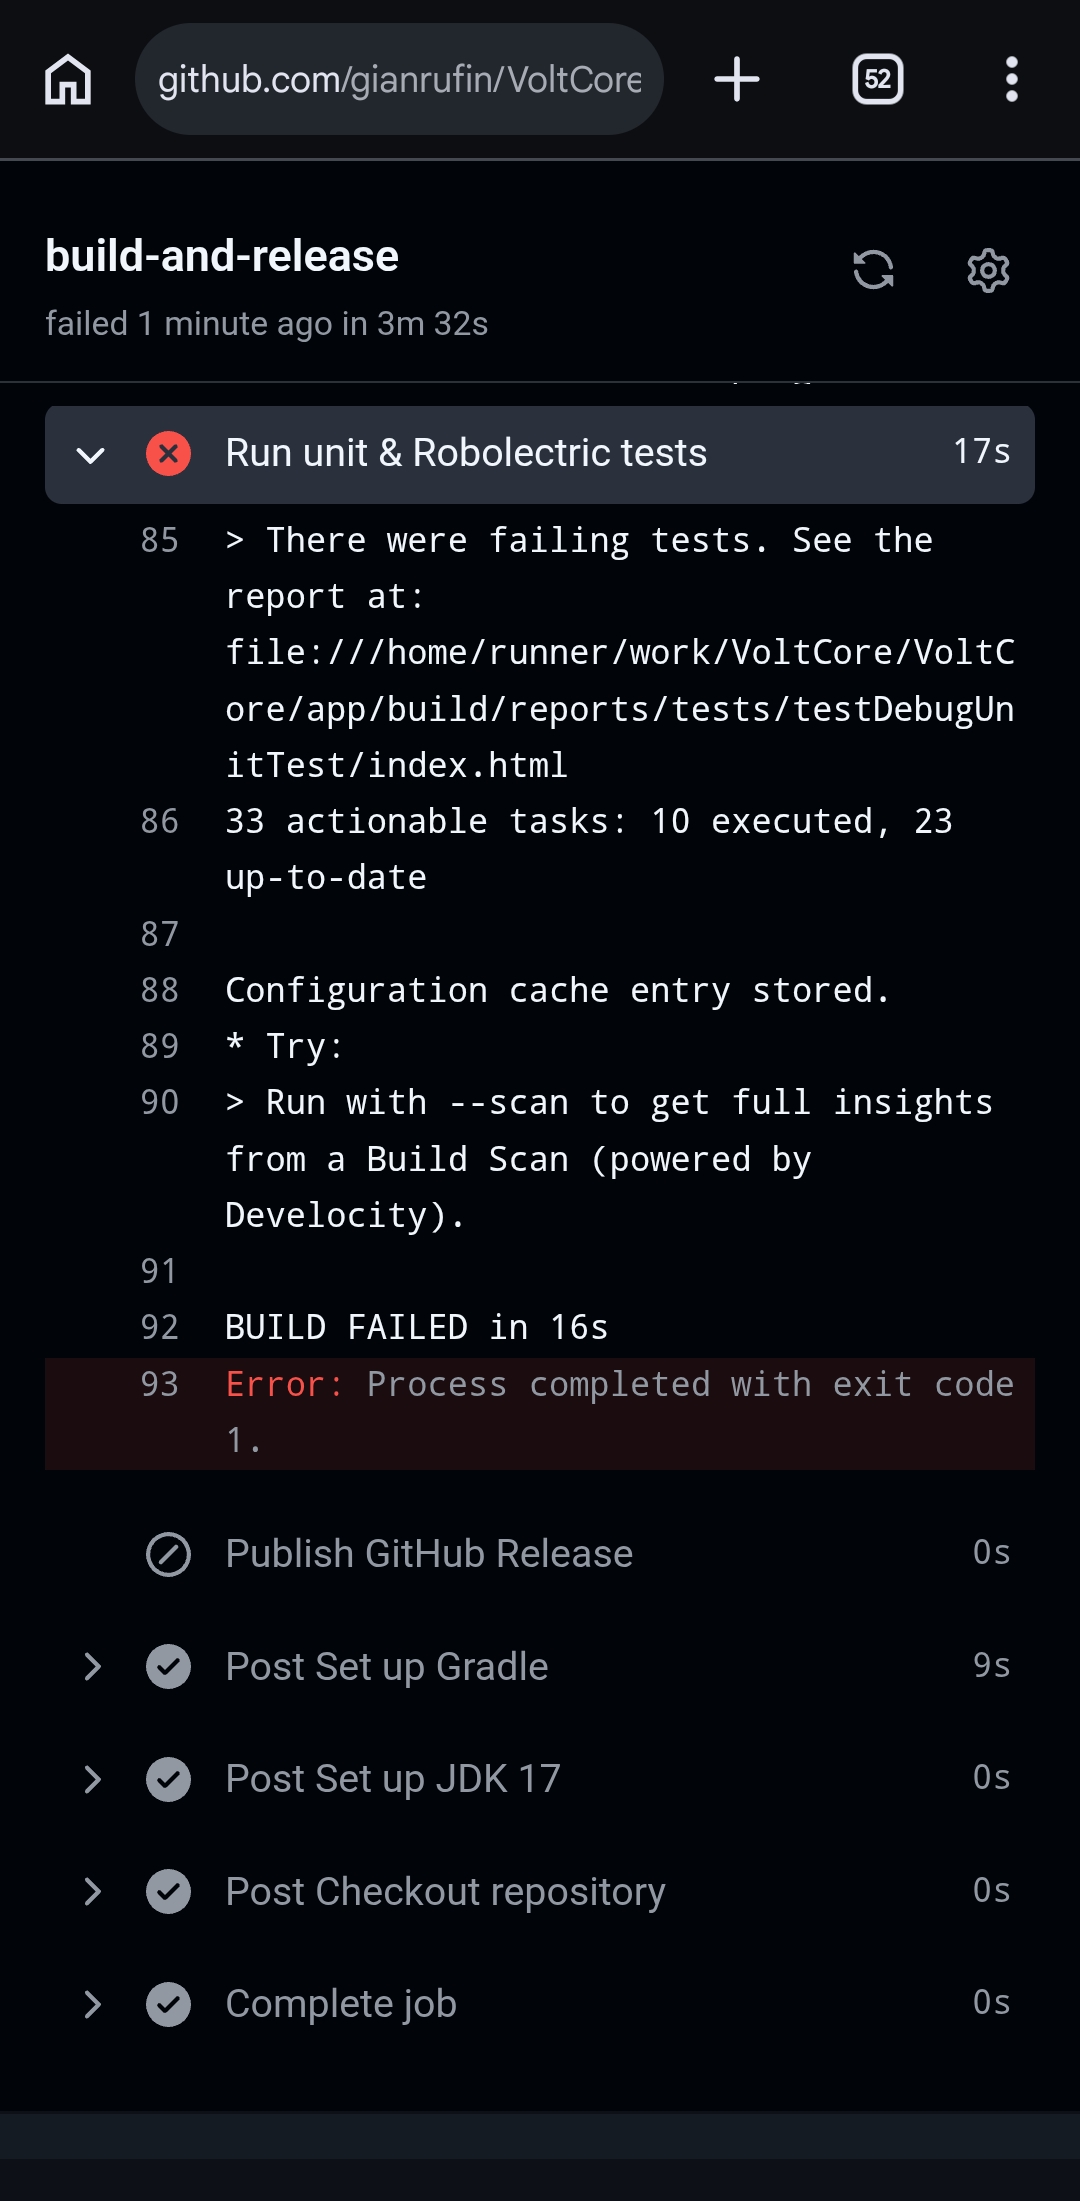 github.com/gianrufin/VoltCore
52
build-and-release
failed 1 minute ago in 3m 32s
Run unit & Robolectric tests 17s
85 > There were failing tests. See the
report at:
file:///home/runner/work/VoltCore/VoltC
ore/app/build/reports/tests/testDebugUn
itTest/index.html
86 33 actionable tasks: 10 executed, 23
up-to-date
87
88 Configuration cache entry stored.
89 * Try:
90 > Run with --scan to get full insights
from a Build Scan (powered by
Develocity).
91
92 BUILD FAILED in 16s
93 Error: Process completed with exit code
1.
Publish GitHub Release 0s
Post Set up Gradle 9s
Post Set up JDK 17 0s
Post Checkout repository 0s
Complete job 0s